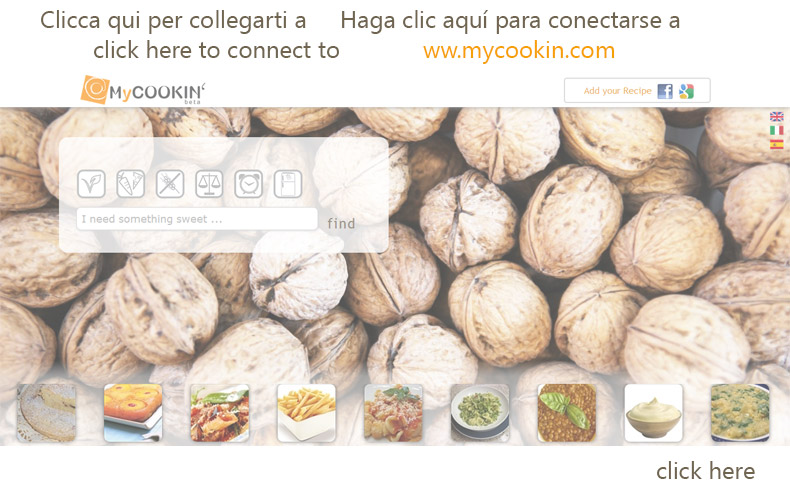 Clicca qui per collegarti a Haga clic aquí para conectarse a
click here to connect to ww.mycookin.com
MyCOOKIN'
beta
Add your Recipe
I need something sweet ...
find
click here